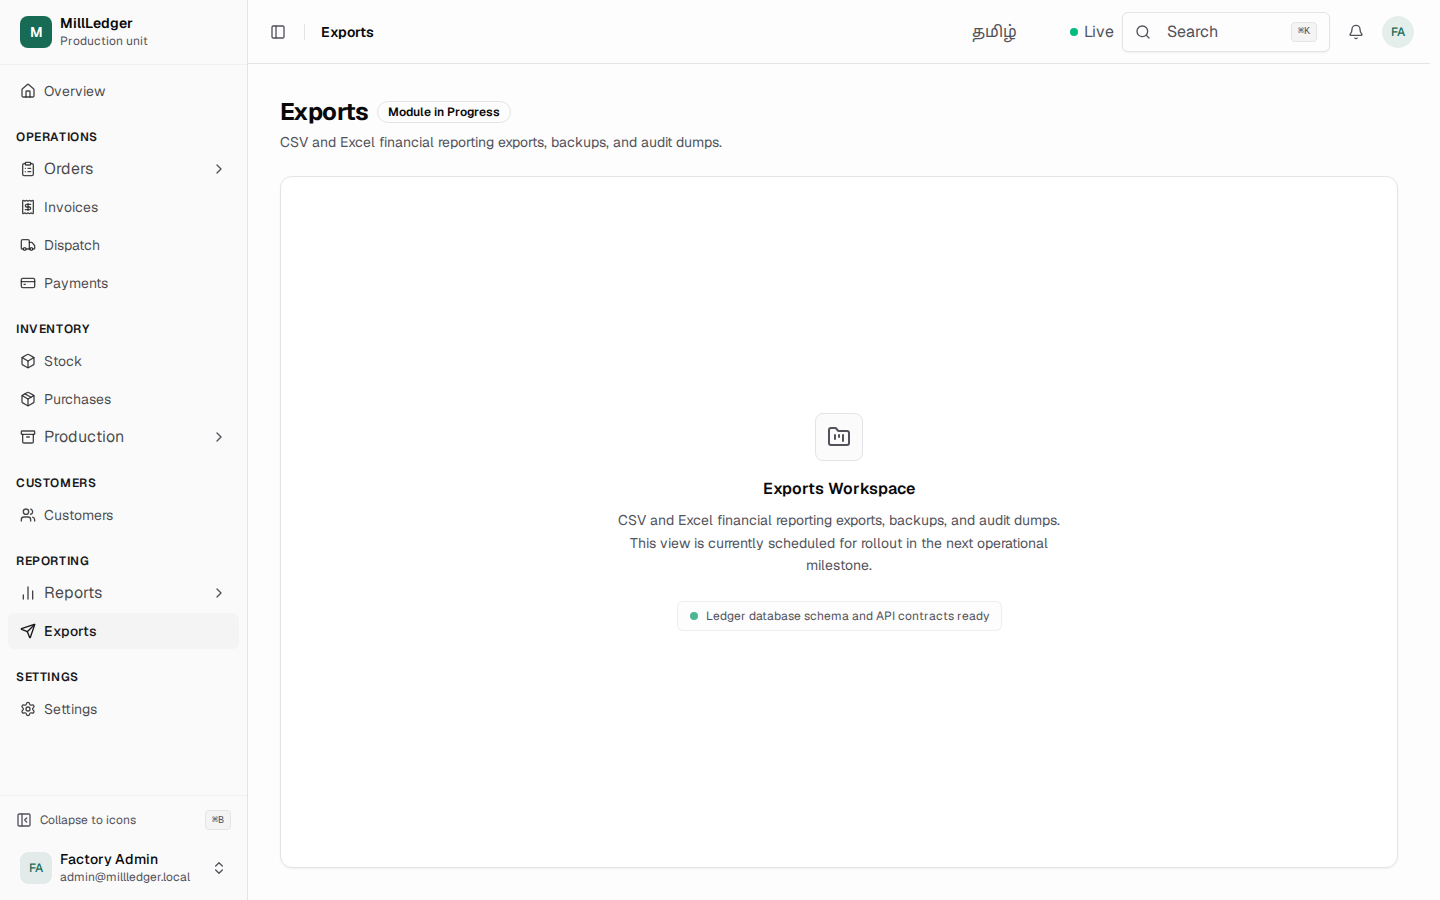 M
MillLedger
Production unit
Overview
OPERATIONS
Orders
Invoices
Dispatch
Payments
INVENTORY
Stock
Purchases
Production
CUSTOMERS
Customers
REPORTING
Reports
Exports
SETTINGS
Settings
Collapse to icons ⌘B
FA
Factory Admin
admin@millledger.local
Exports
தமிழ்
Live
Search ⌘K
FA
Exports Module in Progress
CSV and Excel financial reporting exports, backups, and audit dumps.
Exports Workspace
CSV and Excel financial reporting exports, backups, and audit dumps.
This view is currently scheduled for rollout in the next operational
milestone.
Ledger database schema and API contracts ready